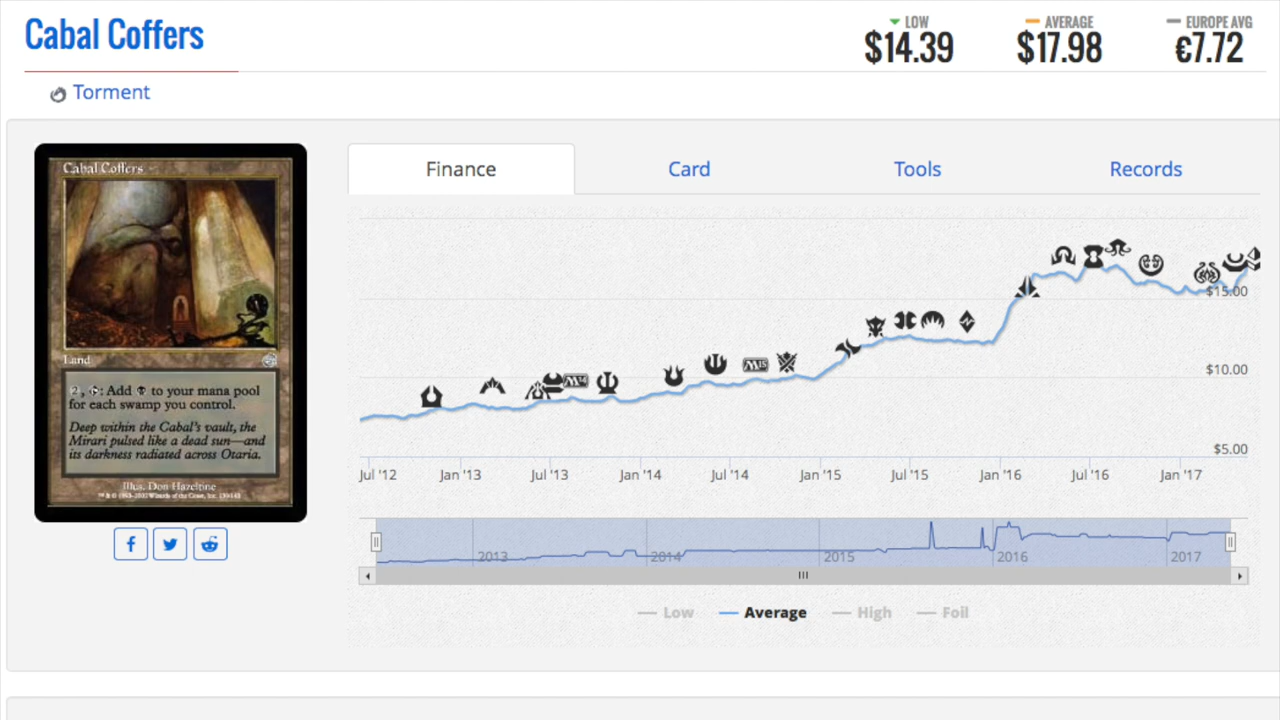 Cabal Coffers
LOW
$14.39
AVERAGE
$17.98
EUROPE AVG
€7.72
Torment
Cabal Coffers
Land
2, : Add to your mana pool
for each swamp you control.
Deep within the Cabal's vault, the
Mirari pulsed like a dead sun—and
its darkness radiated across Otaria.
Illus. Don Hazeltine
Finance
Card
Tools
Records
$15.00
$10.00
$5.00
Jul '12
Jan '13
Jul '13
Jan '14
Jul '14
Jan '15
Jul '15
Jan '16
Jul '16
Jan '17
M14
M15
2013
2014
2015
2016
2017
Low
Average
High
Foil